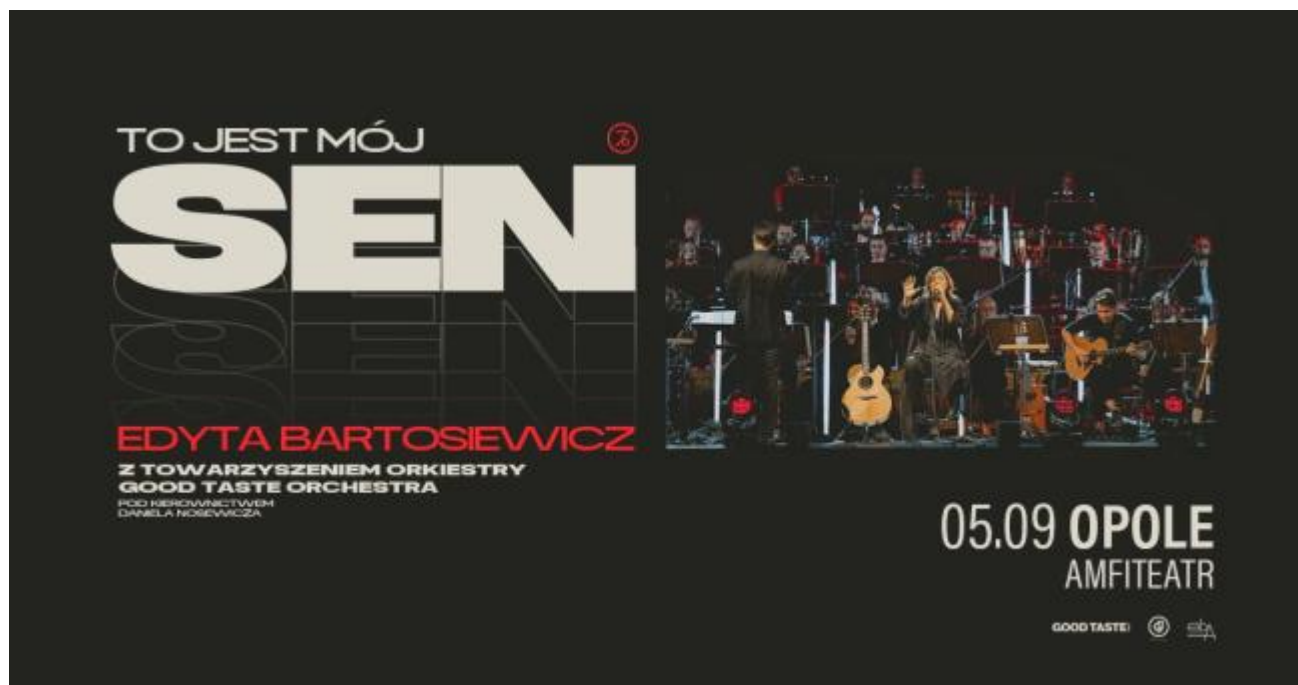 TO JEST MÓJ
SEN
EDYTA BARTOSIEWICZ
Z TOWARZYSZENIEM ORKIESTRY
GOOD TASTE ORCHESTRA
POD KIEROWNICTWEM
DANIELA NOSEWICZA
05.09 OPOLE
AMFITEATR
GOOD TASTE